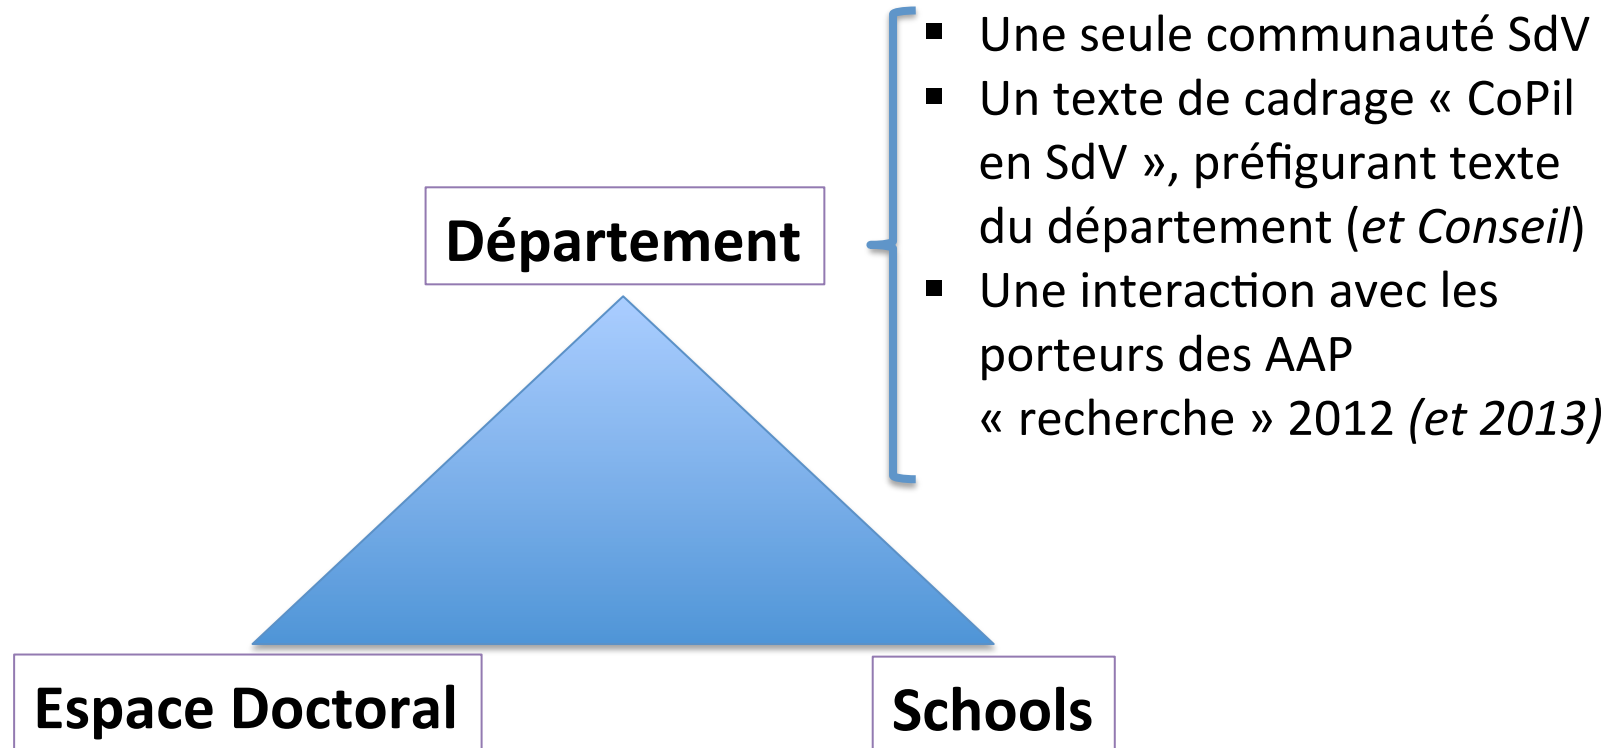 ▪ Une seule communauté SdV
▪ Un texte de cadrage « CoPil
en SdV », préfigurant texte
du département (et Conseil)
▪ Une interaction avec les
porteurs des AAP
« recherche » 2012 (et 2013)
Département
Espace Doctoral
Schools